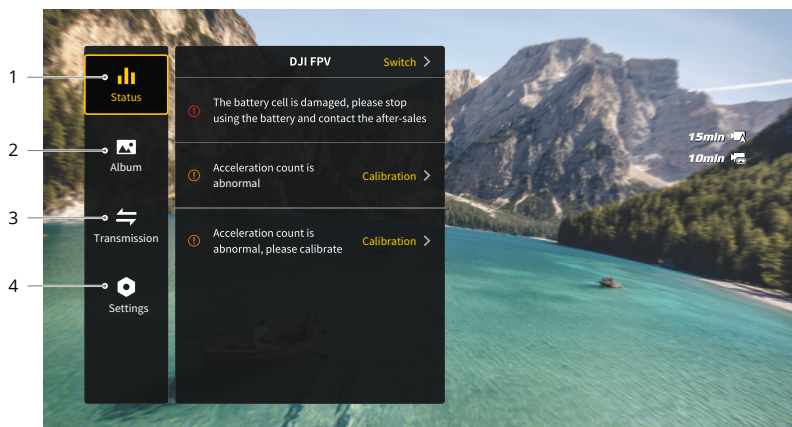 DJI FPV
Switch
1
Status
The battery cell is damaged, please stop
using the battery and contact the after-sales
15min
10min
2
Album
Acceleration count is
abnormal
Calibration
3
Transmission
Acceleration count is
abnormal, please calibrate
Calibration
4
Settings